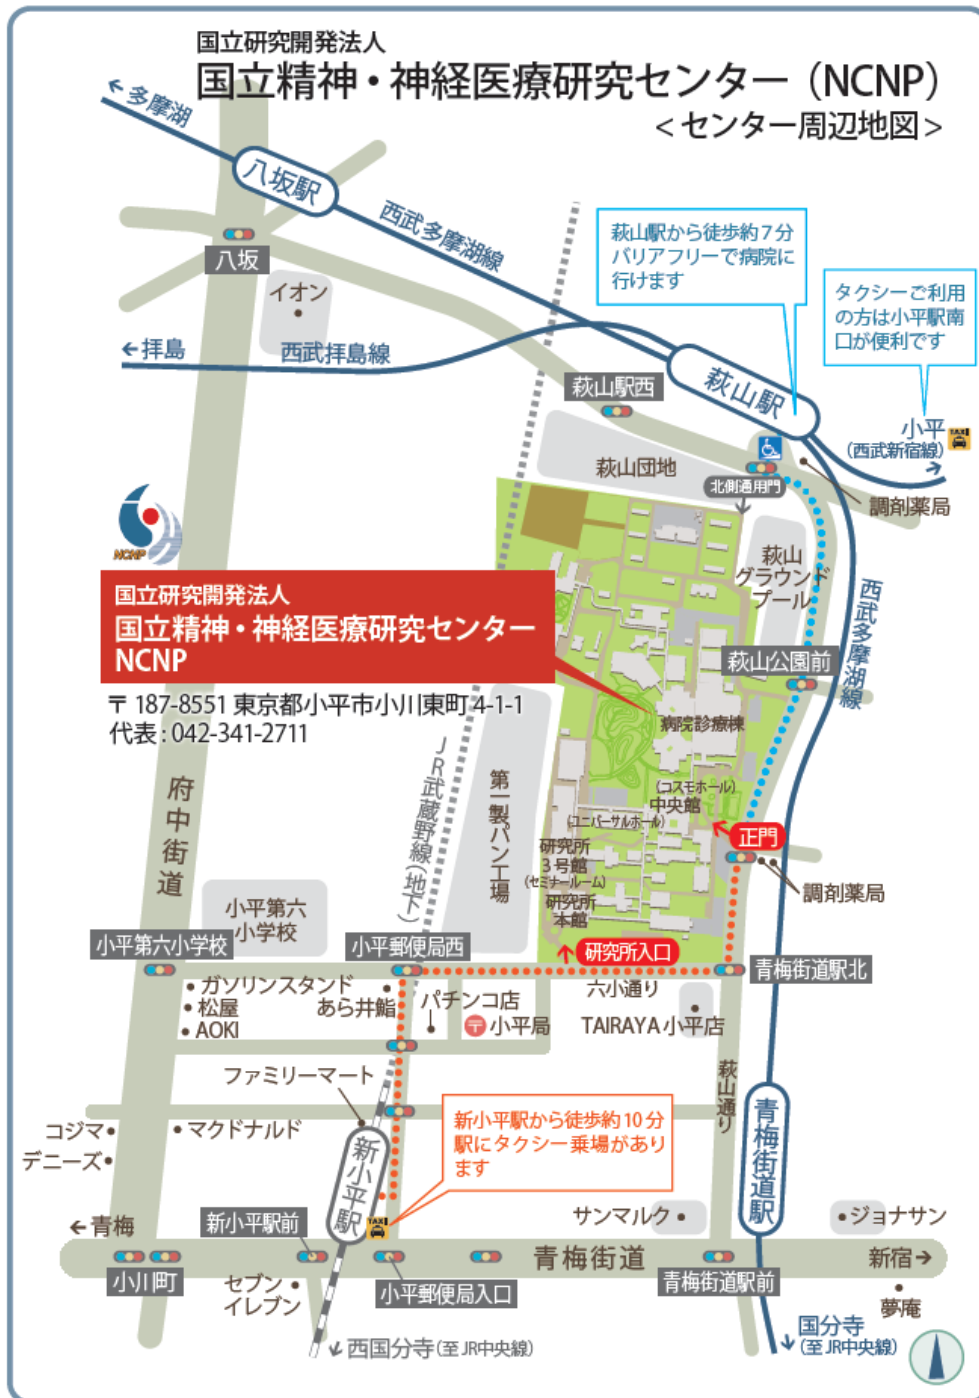 国立研究開発法人
国立精神・神経医療研究センター（NCNP）
＜センター周辺地図＞
←多摩湖
八坂駅
西武多摩湖線
八坂
イオン
←拝島
西武拝島線
萩山駅から徒歩約７分
バリアフリーで病院に
行けます
タクシーご利用
の方は小平駅南
口が便利です
萩山駅西
萩山駅
小平
(西武新宿線)
→
TAXI
萩山団地
北側通用門
調剤薬局
NCNP
萩山
グラウンド
プール
国立研究開発法人
国立精神・神経医療研究センター
NCNP
西武多摩湖線
萩山公園前
〒187-8551 東京都小平市小川東町 4-1-1
代表：042-341-2711
病院診療棟
JR武蔵野線(地下)
第一製パン工場
(コスモホール)
中央館
(ユニバーサルホール)
正門
府中街道
研究所
３号館
(セミナールーム)
研究所
本館
調剤薬局
小平第六
小学校
小平第六小学校
小平郵便局西
研究所入口
青梅街道駅北
ガソリンスタンド
松屋
AOKI
あら井鮨
パチンコ店
〒小平局
六小通り
TAIRAYA小平店
ファミリーマート
萩山通り
コジマ
デニーズ
マクドナルド
新小平駅から徒歩約10分
駅にタクシー乗場があり
ます
新小平駅
青梅街道駅
TAXI
←青梅
新小平駅前
サンマルク
ジョナサン
青梅街道
新宿→
小川町
セブン
イレブン
小平郵便局入口
青梅街道駅前
夢庵
↙西国分寺(至JR中央線)
↓国分寺
(至JR中央線)